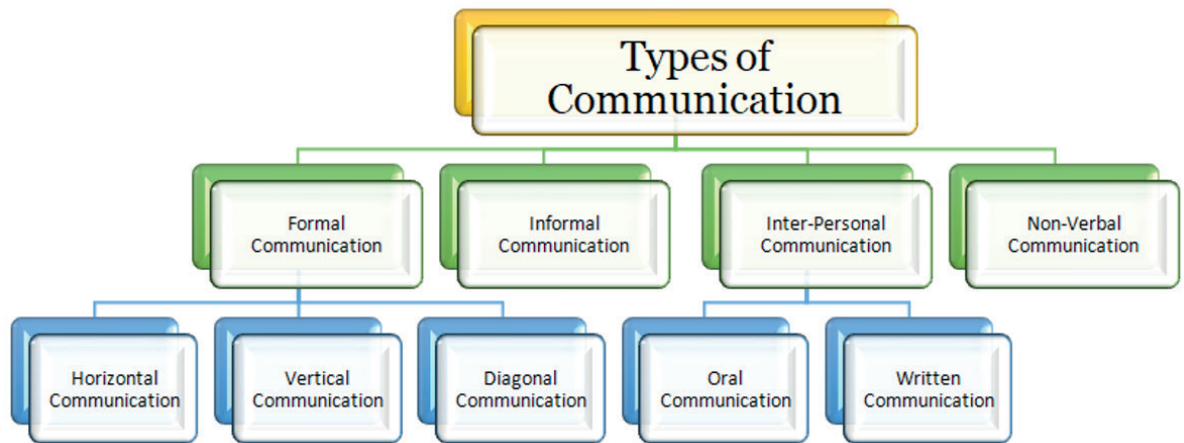 Types of
Communication
Formal
Communication
Informal
Communication
Inter-Personal
Communication
Non-Verbal
Communication
Horizontal
Communication
Vertical
Communication
Diagonal
Communication
Oral
Communication
Written
Communication